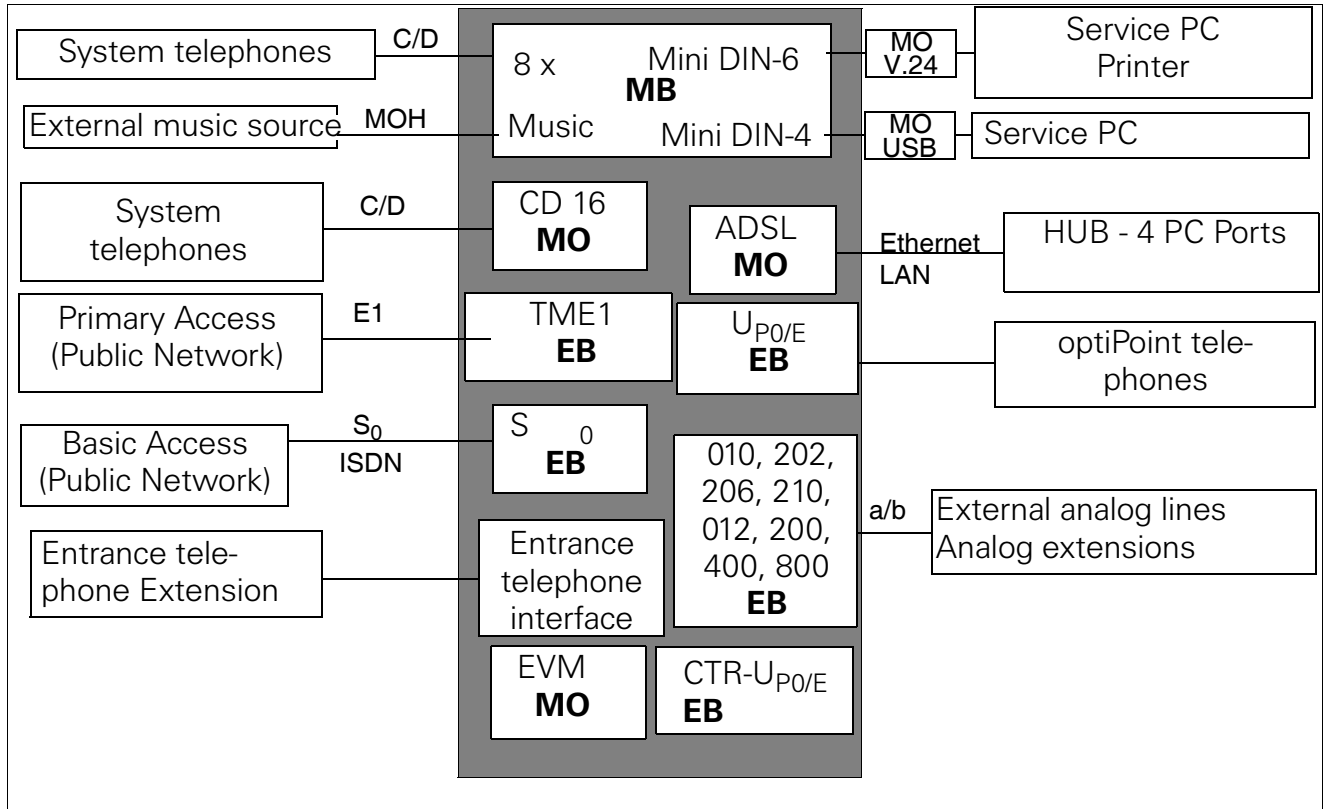 System telephones
C/D
8 x
Mini DIN-6
MB
Music
Mini DIN-4
MO
V.24
Service PC
Printer
External music source
MOH
MO
USB
Service PC
System
telephones
C/D
CD 16
MO
ADSL
MO
Ethernet
LAN
HUB - 4 PC Ports
Primary Access
(Public Network)
E1
TME1
EB
UP0/E
EB
optiPoint tele-
phones
Basic Access
(Public Network)
S0
ISDN
S 0
EB
010, 202,
206, 210,
012, 200,
400, 800
EB
a/b
External analog lines
Analog extensions
Entrance tele-
phone Extension
Entrance
telephone
interface
EVM
MO
CTR-UP0/E
EB